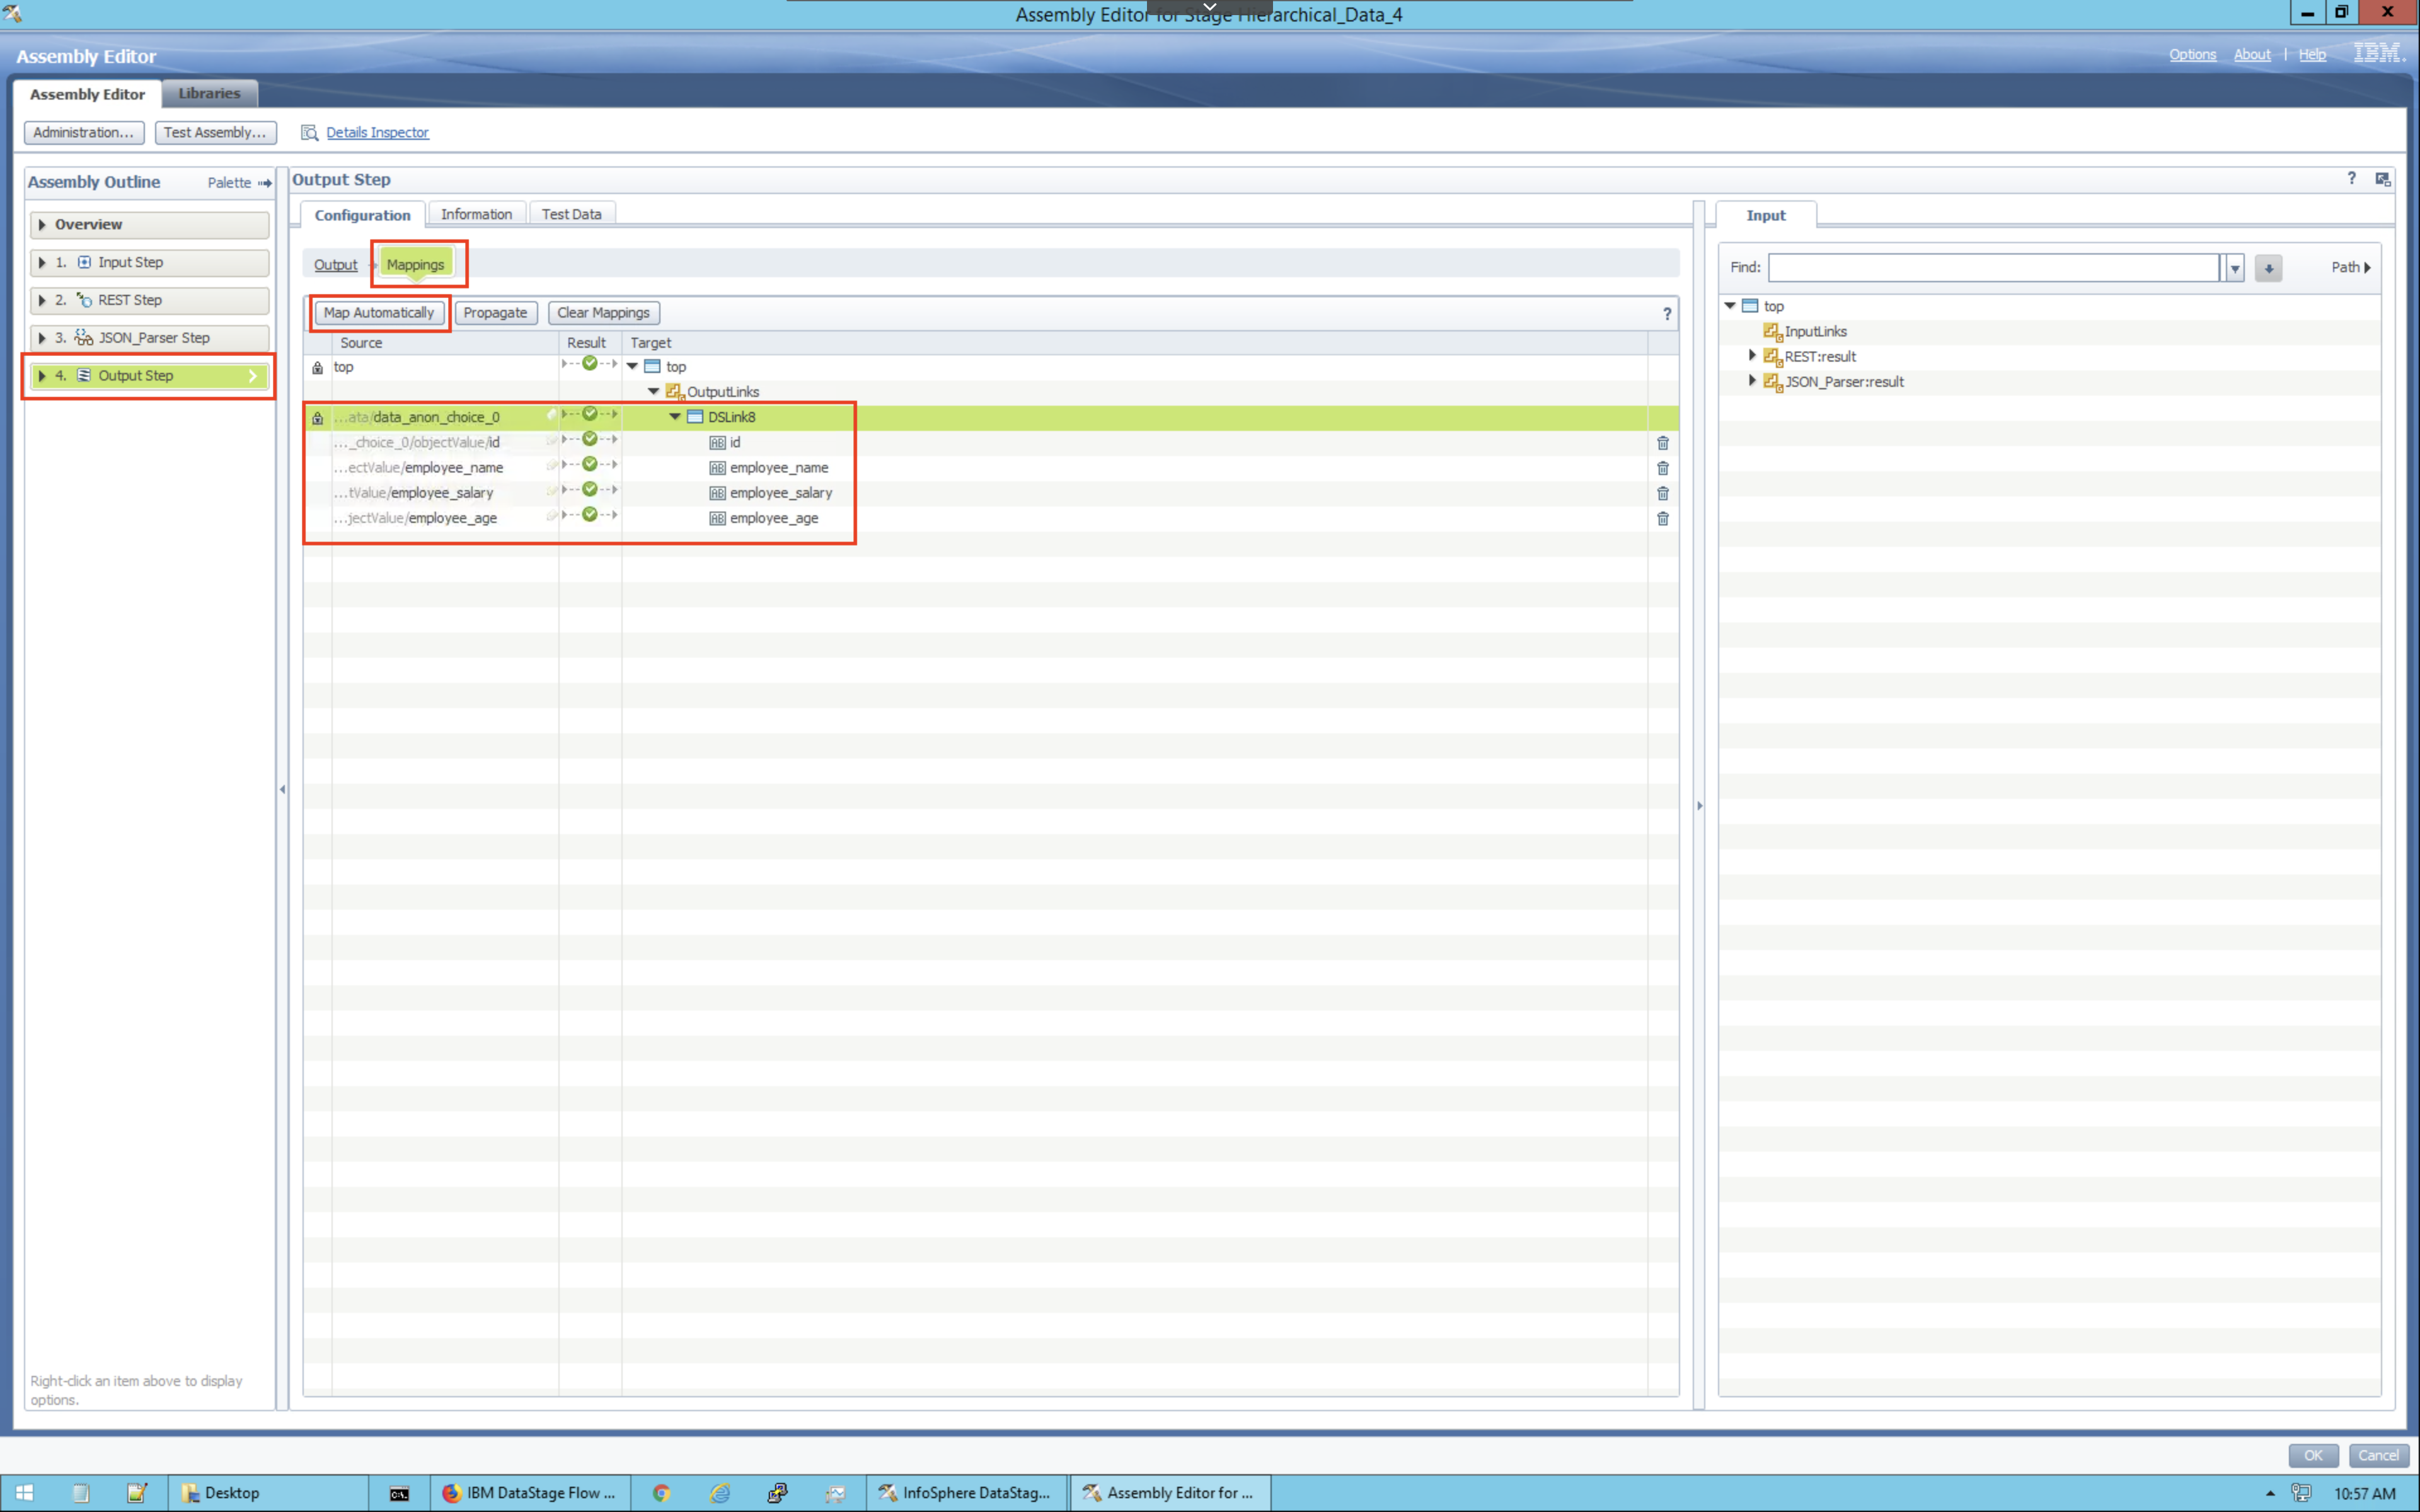 Assembly Editor for Stage Hierarchical_Data_4
Assembly Editor
Options About | Help IBM.
Assembly Editor Libraries
Administration... Test Assembly... Details Inspector
Assembly Outline Palette
Overview
1. Input Step
2. REST Step
3. JSON_Parser Step
4. Output Step
Right-click an item above to display
options.
Output Step ?
Configuration Information Test Data
Output Mappings
Map Automatically Propagate Clear Mappings ?
Source Result Target
top top
OutputLinks
...ata/data_anon_choice_0 DSLink8
..._choice_0/objectValue/id AB id
...ectValue/employee_name AB employee_name
...tValue/employee_salary AB employee_salary
...jectValue/employee_age AB employee_age
Input
Find: Path
top
InputLinks
REST:result
JSON_Parser:result
OK Cancel
Desktop C:\. IBM DataStage Flow ... InfoSphere DataStag... Assembly Editor for ... 10:57 AM